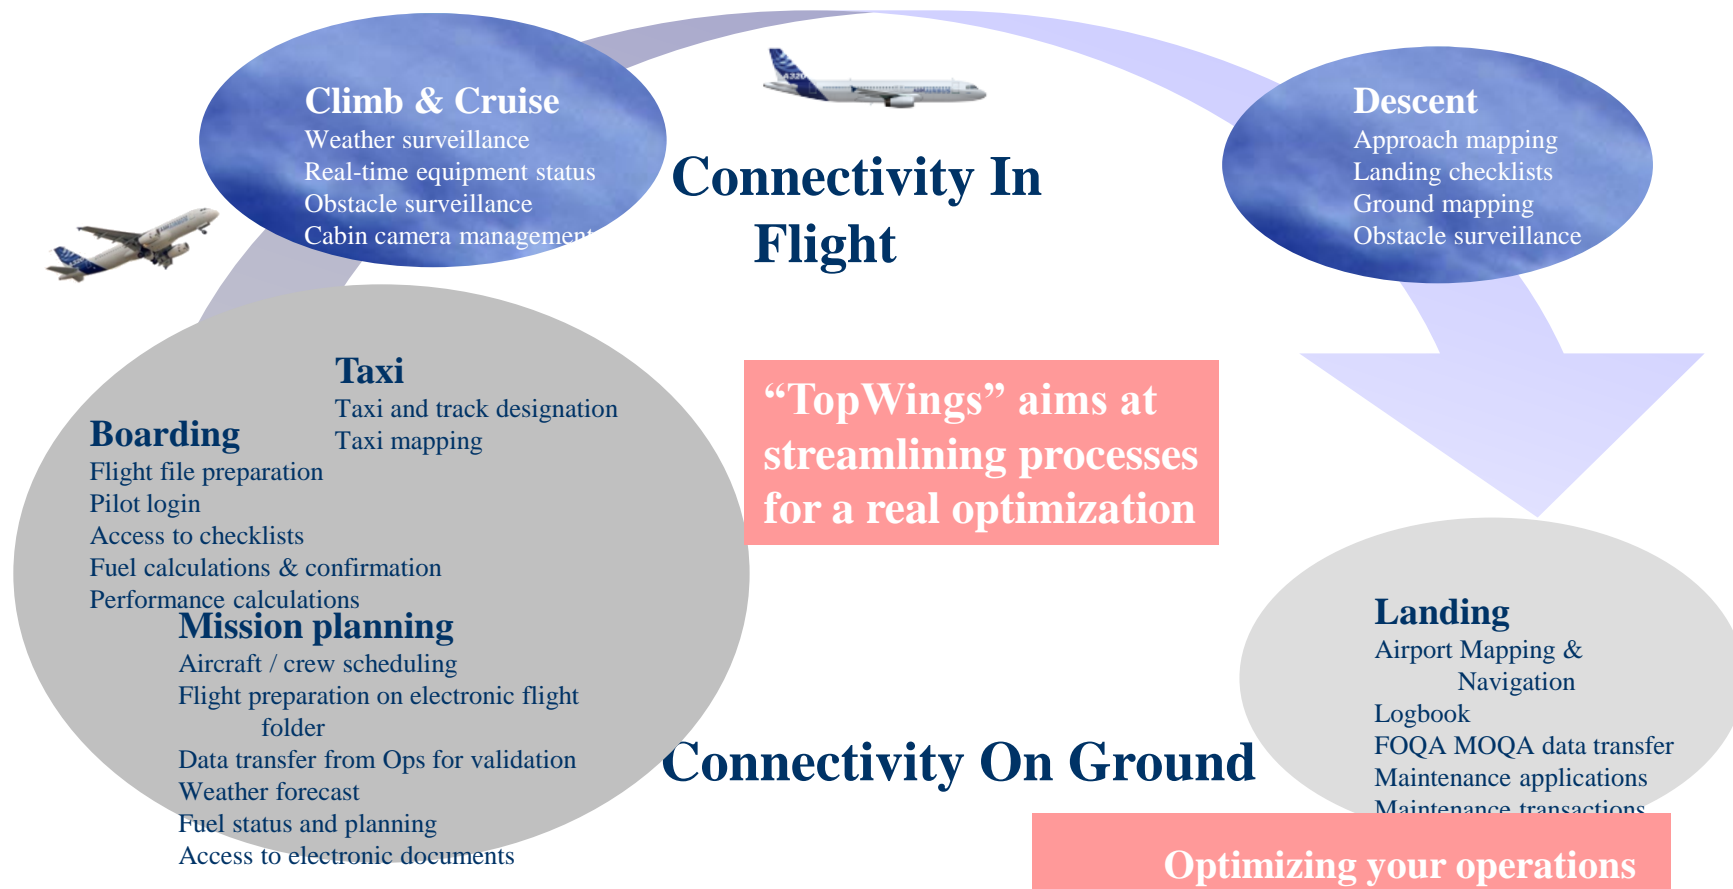 Climb & Cruise
Weather surveillance
Real-time equipment status
Obstacle surveillance
Cabin camera management
A320
Connectivity In
Flight
Descent
Approach mapping
Landing checklists
Ground mapping
Obstacle surveillance
Taxi
Taxi and track designation
Taxi mapping
Boarding
Flight file preparation
Pilot login
Access to checklists
Fuel calculations & confirmation
Performance calculations
Mission planning
Aircraft / crew scheduling
Flight preparation on electronic flight
folder
Data transfer from Ops for validation
Weather forecast
Fuel status and planning
Access to electronic documents
“TopWings” aims at
streamlining processes
for a real optimization
Connectivity On Ground
Landing
Airport Mapping &
Navigation
Logbook
FOQA MOQA data transfer
Maintenance applications
Maintenance transactions
Optimizing your operations